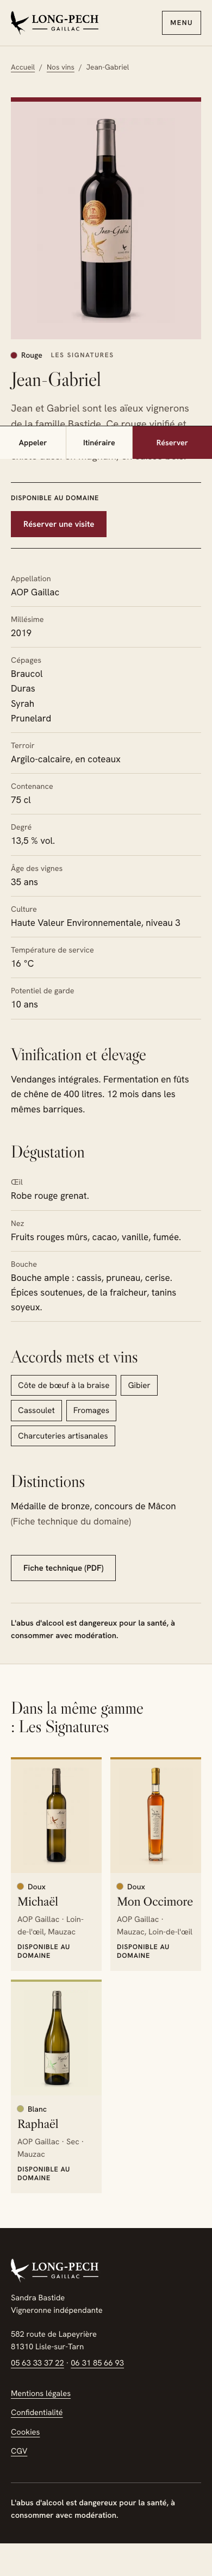 LONG-PECH
GAILLAC
MENU
Accueil / Nos vins / Jean-Gabriel
Jean-Gabriel
Rouge LES SIGNATURES
Jean-Gabriel
Jean et Gabriel sont les aïeux vignerons
de la famille Bastide. Ce rouge vinifié et
Appeler Itinéraire Réserver
DISPONIBLE AU DOMAINE
Réserver une visite
Appellation
AOP Gaillac
Millésime
2019
Cépages
Braucol
Duras
Syrah
Prunelard
Terroir
Argilo-calcaire, en coteaux
Contenance
75 cl
Degré
13,5 % vol.
Âge des vignes
35 ans
Culture
Haute Valeur Environnementale, niveau 3
Température de service
16 °C
Potentiel de garde
10 ans
Vinification et élevage
Vendanges intégrales. Fermentation en fûts
de chêne de 400 litres. 12 mois dans les
mêmes barriques.
Dégustation
Œil
Robe rouge grenat.
Nez
Fruits rouges mûrs, cacao, vanille, fumée.
Bouche
Bouche ample : cassis, pruneau, cerise.
Épices soutenues, de la fraîcheur, tanins
soyeux.
Accords mets et vins
Côte de bœuf à la braise Gibier
Cassoulet Fromages
Charcuteries artisanales
Distinctions
Médaille de bronze, concours de Mâcon
(Fiche technique du domaine)
Fiche technique (PDF)
L'abus d'alcool est dangereux pour la santé, à
consommer avec modération.
Dans la même gamme
: Les Signatures
Doux
Michaël
AOP Gaillac · Loin-
de-l'œil, Mauzac
DISPONIBLE AU
DOMAINE
Doux
Mon Occimore
AOP Gaillac ·
Mauzac, Loin-de-l'œil
DISPONIBLE AU
DOMAINE
Blanc
Raphaël
AOP Gaillac · Sec ·
Mauzac
DISPONIBLE AU
DOMAINE
LONG-PECH
GAILLAC
Sandra Bastide
Vigneronne indépendante
582 route de Lapeyrière
81310 Lisle-sur-Tarn
05 63 33 37 22 · 06 31 85 66 93
Mentions légales
Confidentialité
Cookies
CGV
L'abus d'alcool est dangereux pour la santé, à
consommer avec modération.